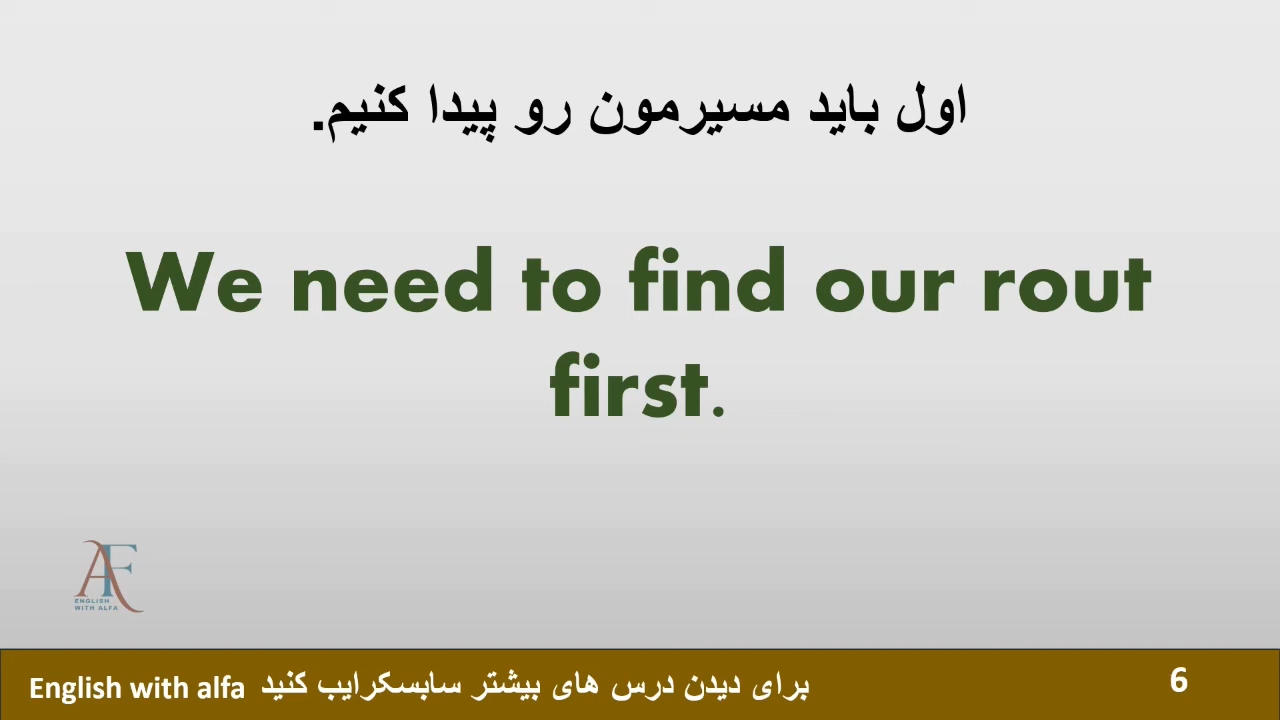 اول باید مسیرمون رو پیدا کنیم.
We need to find our rout
first.
AF
ENGLISH
WITH ALFA
English with alfa برای دیدن درس های بیشتر سابسکرایب کنید
6